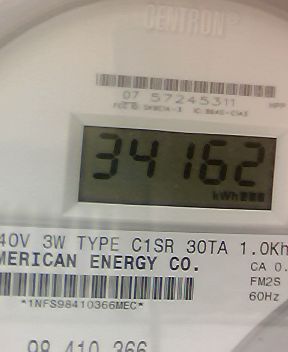 CENTRON®
07 57245311
34162
kWh
40V 3W TYPE C1SR 30TA 1.0Kh
MERICAN ENERGY CO.
CA 0.
FM2S
60Hz
*1NFS98410366MEC*
98 410 366